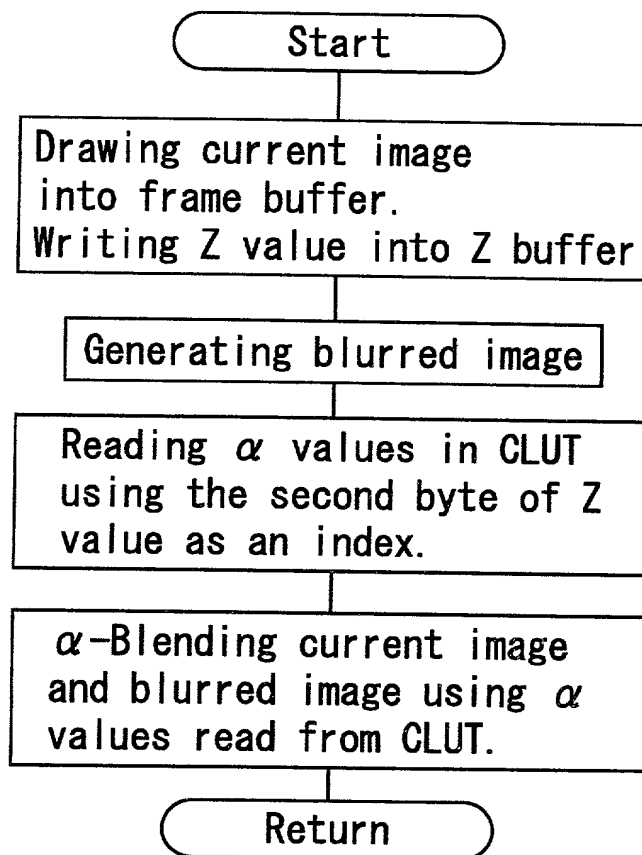 Start
Drawing current image
into frame buffer.
Writing Z value into Z buffer
Generating blurred image
Reading α values in CLUT
using the second byte of Z
value as an index.
α-Blending current image
and blurred image using α
values read from CLUT.
Return